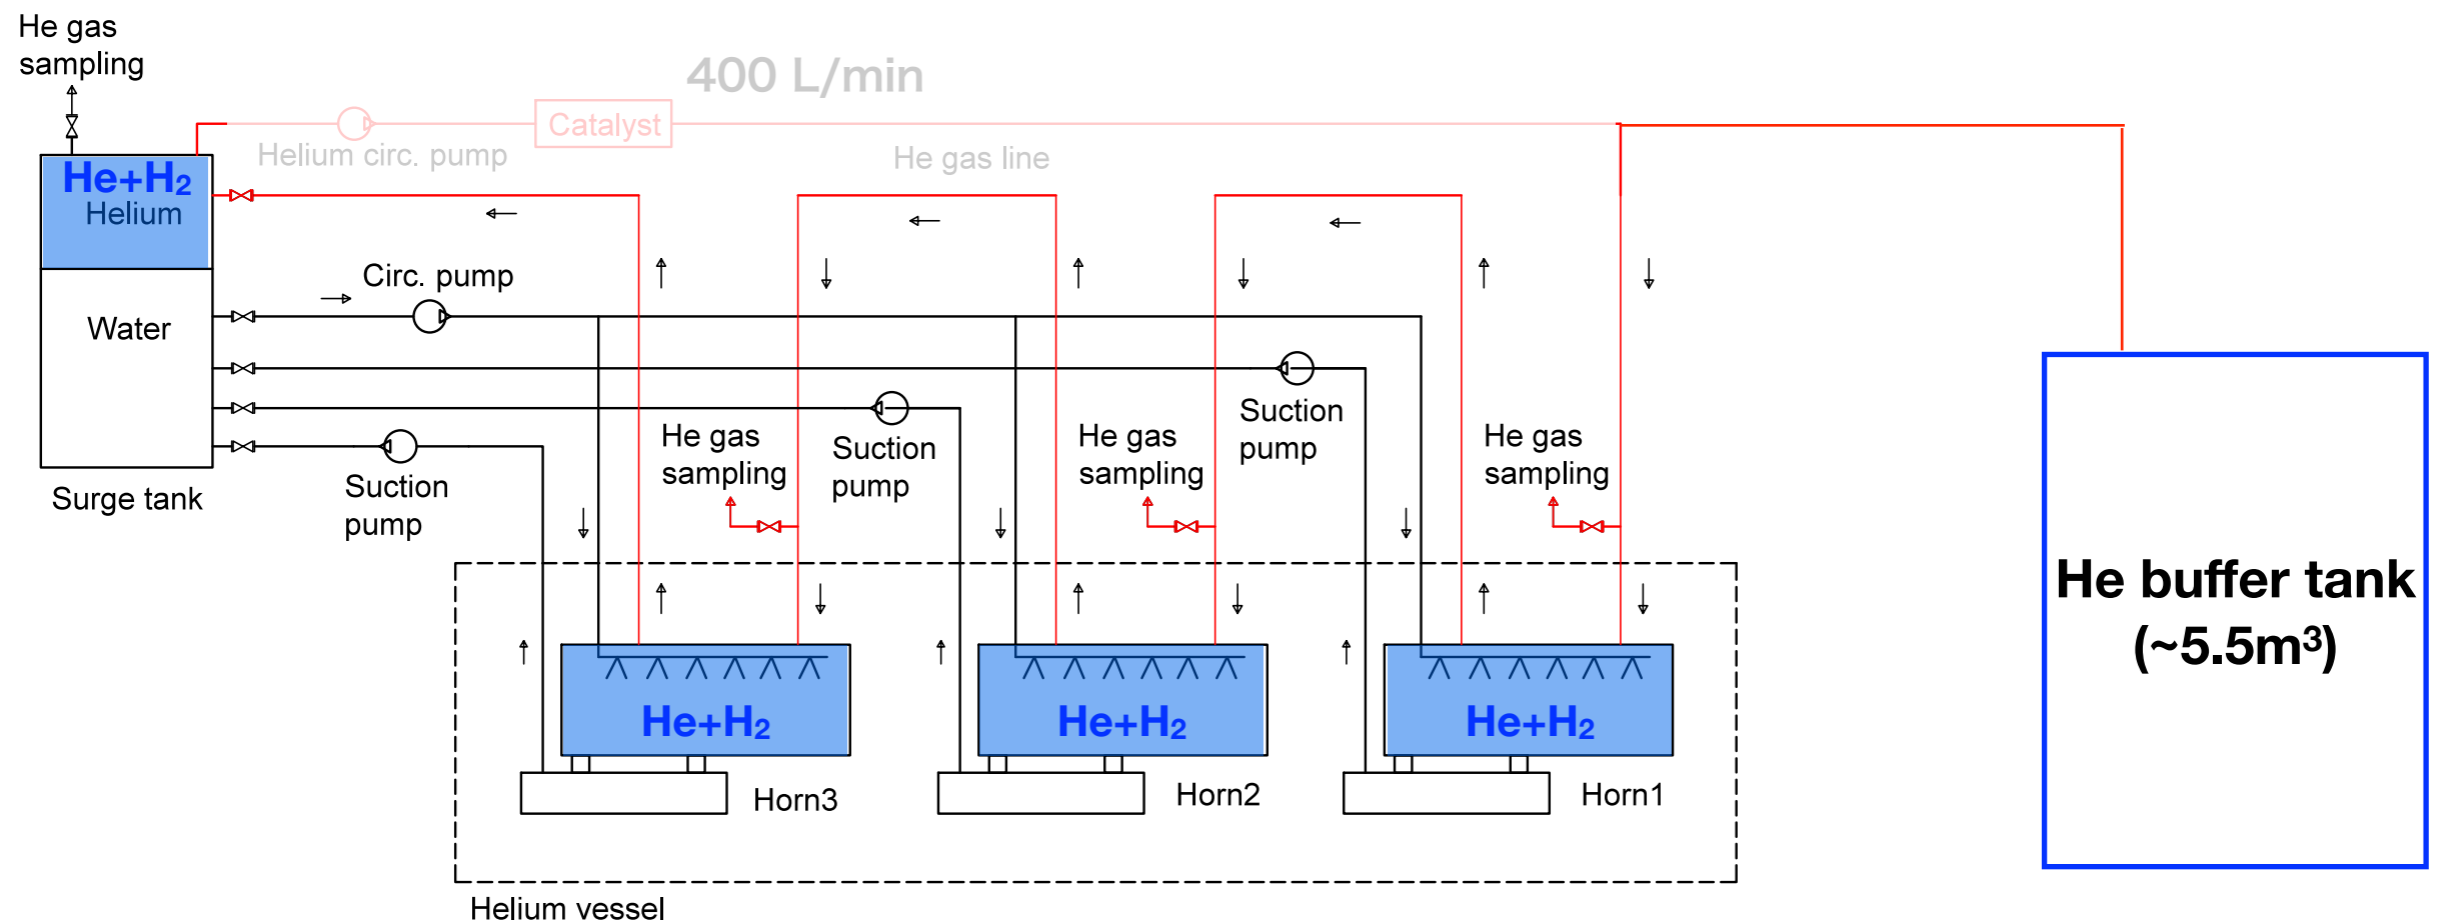 He gas
sampling
400 L/min
Catalyst
Helium circ. pump
He gas line
He+H₂
Helium
Circ. pump
Water
Suction
pump
He gas
sampling
Suction
pump
He gas
sampling
Suction
pump
He gas
sampling
Surge tank
He buffer tank
(~5.5m³)
He+H₂
He+H₂
He+H₂
Horn3
Horn2
Horn1
Helium vessel